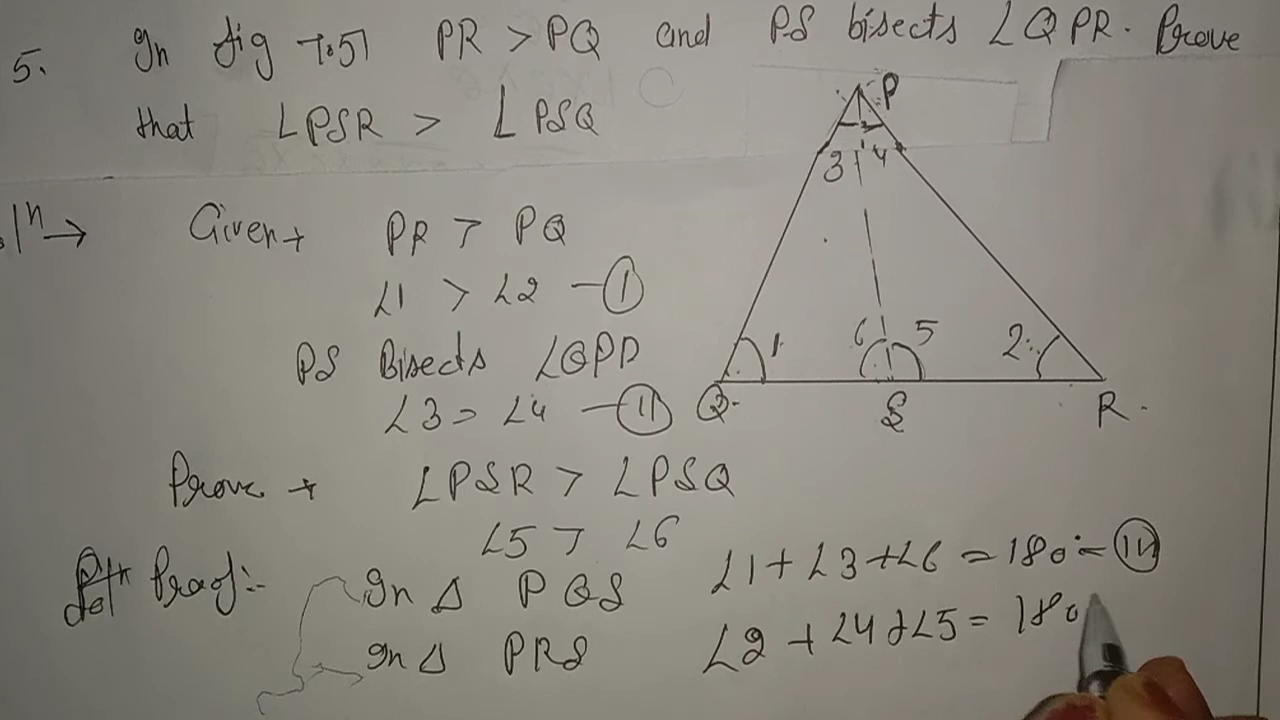 5. In fig 7.51 PR > PQ and PS bisects ∠QPR. Prove
that ∠PSR > ∠PSQ
P
3 4
lⁿ → Given → PR > PQ
∠1 > ∠2 — (I)
6 5 2 1
PS Bisects ∠QPR
∠3 = ∠4 — (II)
Q S R
Prove → ∠PSR > ∠PSQ
∠5 > ∠6
Proof:-
In Δ PQS ∠1 + ∠3 + ∠6 = 180° — (III)
In Δ PRS ∠2 + ∠4 + ∠5 = 180